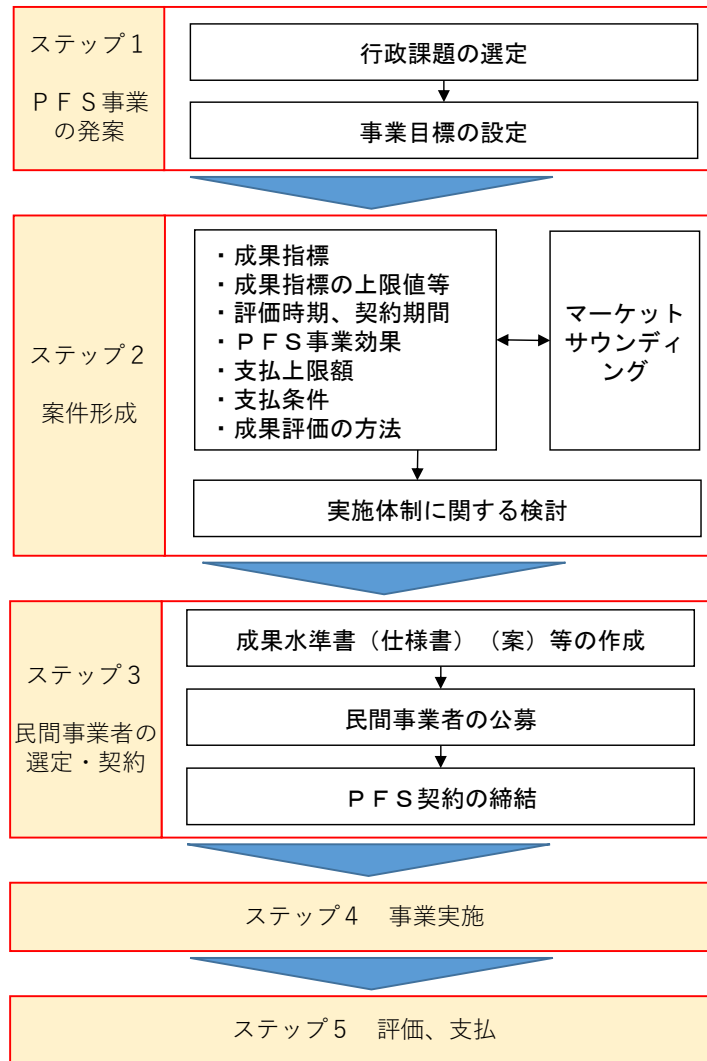 ステップ１
ＰＦＳ事業
の発案
行政課題の選定
事業目標の設定
ステップ２
案件形成
・成果指標
・成果指標の上限値等
・評価時期、契約期間
・ＰＦＳ事業効果
・支払上限額
・支払条件
・成果評価の方法
マーケット
サウンディ
ング
実施体制に関する検討
ステップ３
民間事業者の
選定・契約
成果水準書（仕様書）（案）等の作成
民間事業者の公募
ＰＦＳ契約の締結
ステップ４　事業実施
ステップ５　評価、支払